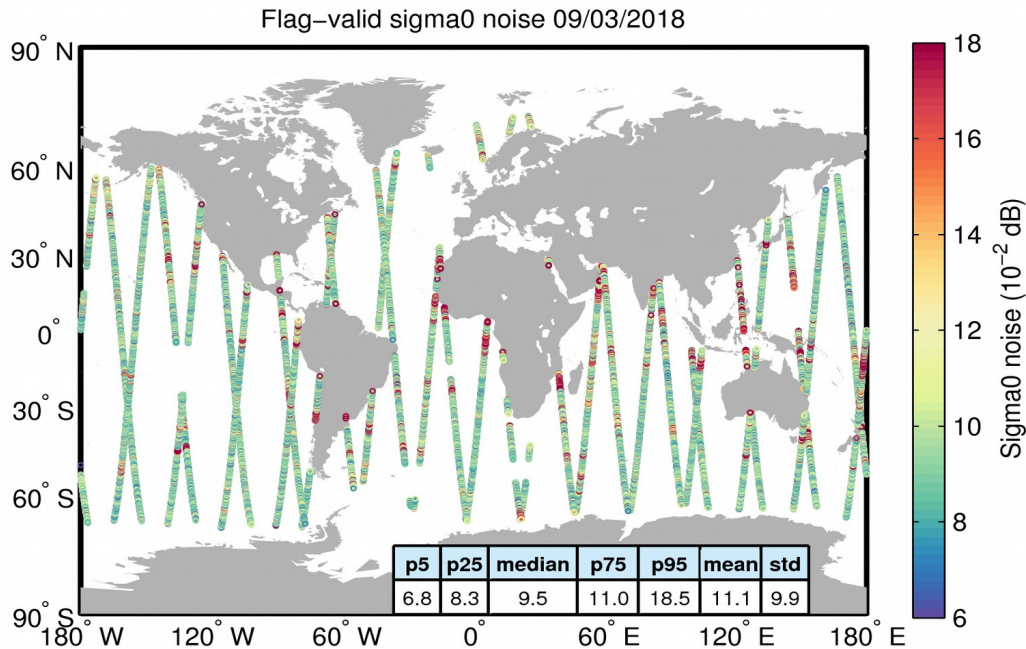 Flag−valid sigma0 noise 09/03/2018
90° N
60° N
30° N
0°
30° S
60° S
90° S
180° W
120° W
60° W
0°
60° E
120° E
180° E
p5 p25 median p75 p95 mean std
6.8 8.3 9.5 11.0 18.5 11.1 9.9
18
16
14
12
10
8
6
Sigma0 noise (10⁻² dB)